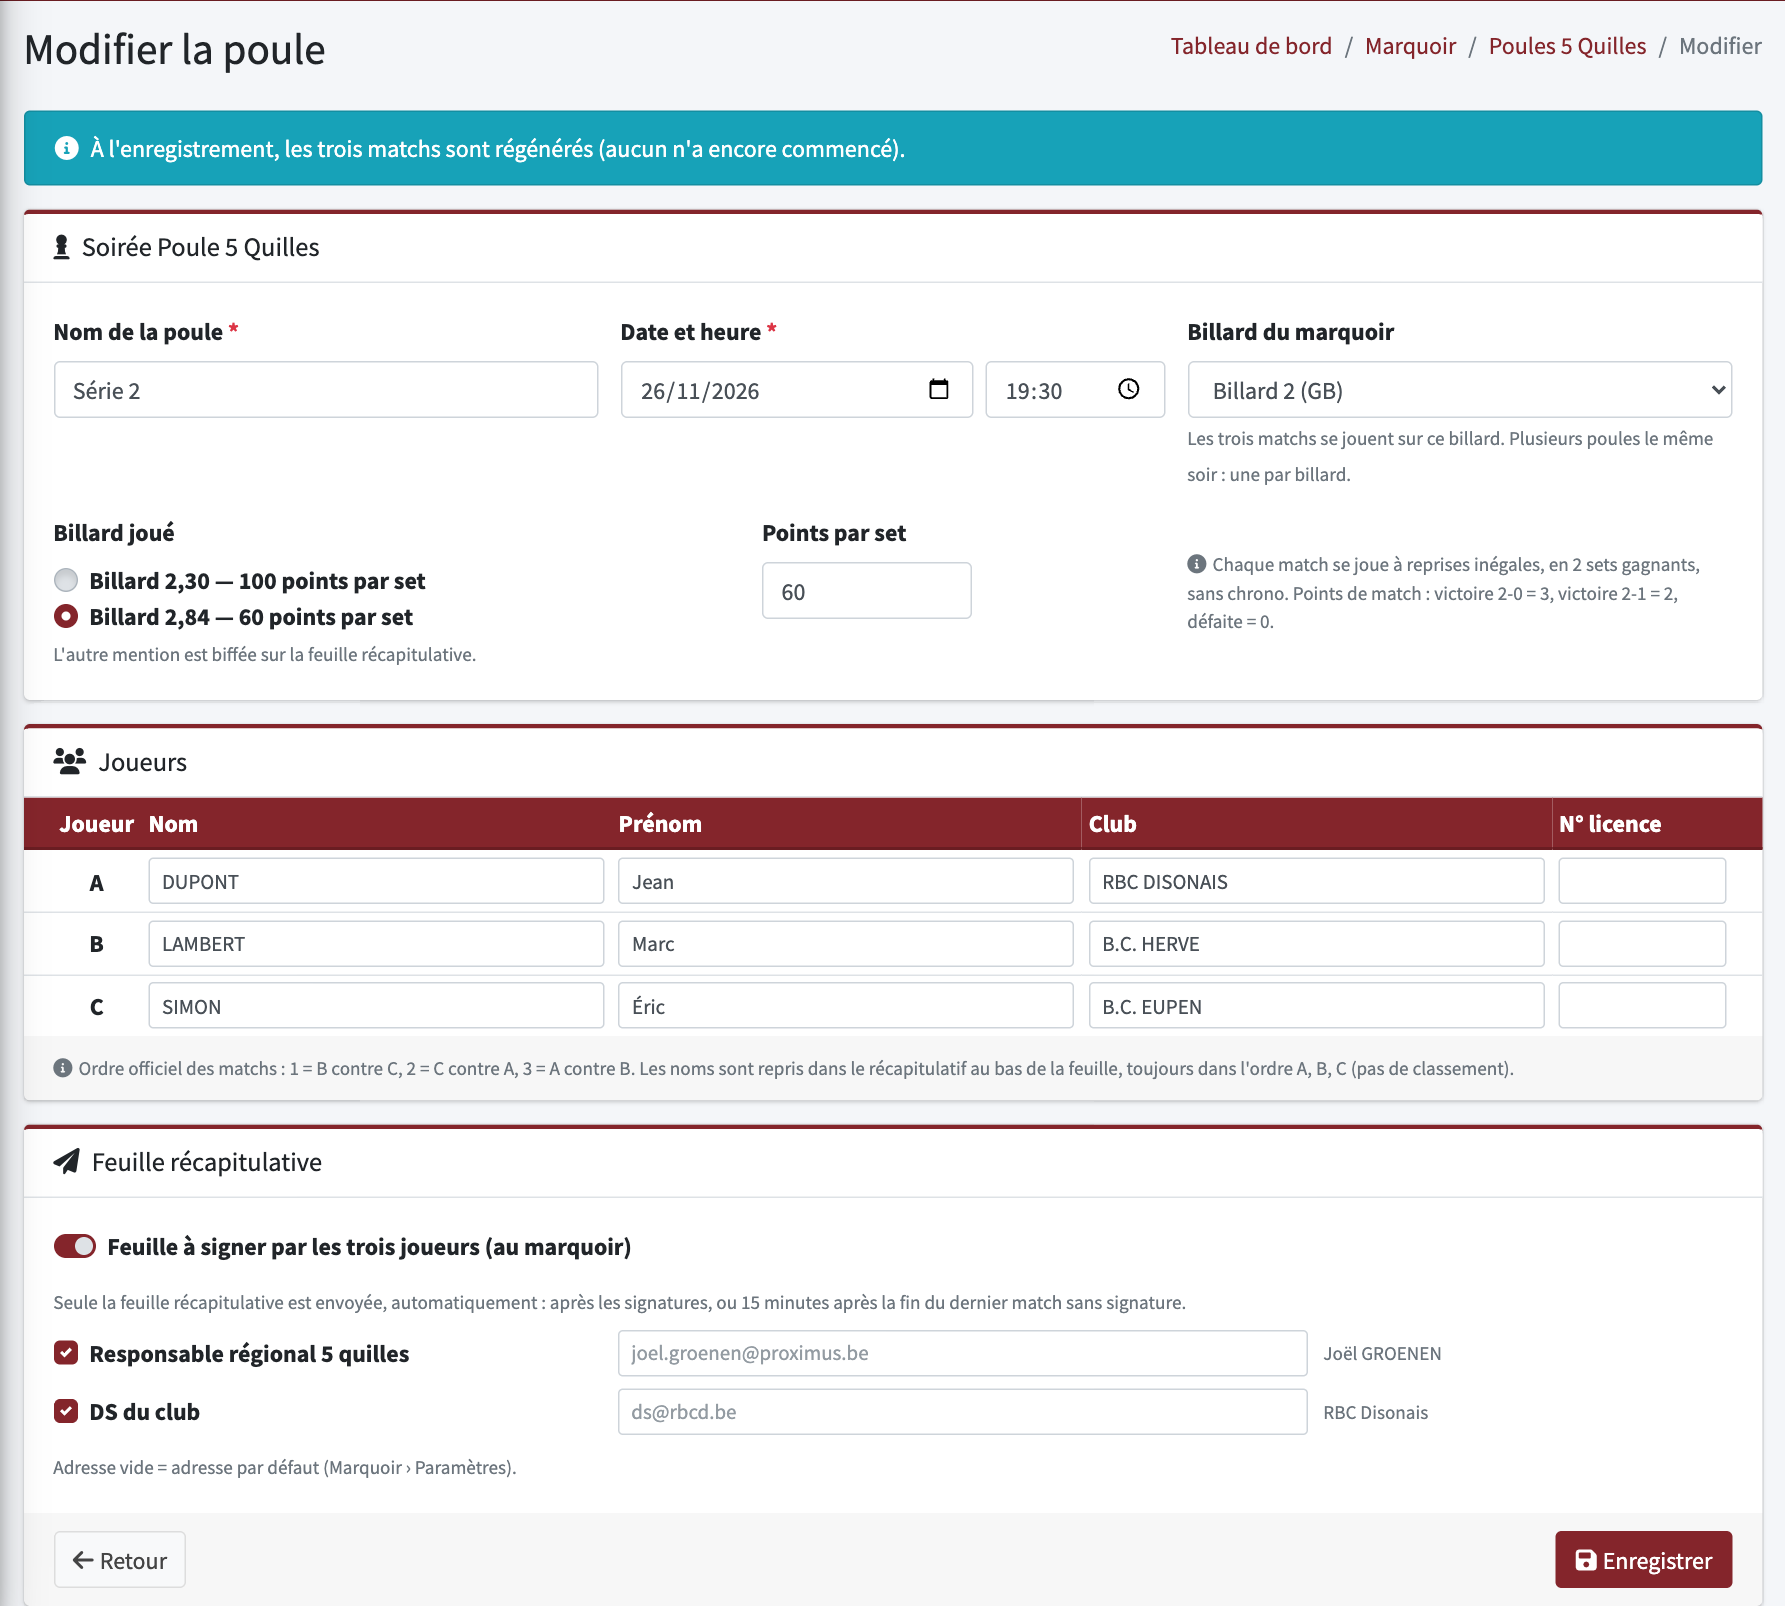 Modifier la poule
Tableau de bord / Marquoir / Poules 5 Quilles / Modifier
À l'enregistrement, les trois matchs sont régénérés (aucun n'a encore commencé).
Soirée Poule 5 Quilles
Nom de la poule *
Date et heure *
Billard du marquoir
Série 2
26/11/2026
19:30
Billard 2 (GB)
Les trois matchs se jouent sur ce billard. Plusieurs poules le même
soir : une par billard.
Billard joué
Points par set
Billard 2,30 — 100 points par set
Billard 2,84 — 60 points par set
L'autre mention est biffée sur la feuille récapitulative.
60
Chaque match se joue à reprises inégales, en 2 sets gagnants,
sans chrono. Points de match : victoire 2-0 = 3, victoire 2-1 = 2,
défaite = 0.
Joueurs
Joueur Nom Prénom Club N° licence
A DUPONT Jean RBC DISONAIS
B LAMBERT Marc B.C. HERVE
C SIMON Éric B.C. EUPEN
Ordre officiel des matchs : 1 = B contre C, 2 = C contre A, 3 = A contre B. Les noms sont repris dans le récapitulatif au bas de la feuille, toujours dans l'ordre A, B, C (pas de classement).
Feuille récapitulative
Feuille à signer par les trois joueurs (au marquoir)
Seule la feuille récapitulative est envoyée, automatiquement : après les signatures, ou 15 minutes après la fin du dernier match sans signature.
Responsable régional 5 quilles joel.groenen@proximus.be Joël GROENEN
DS du club ds@rbcd.be RBC Disonais
Adresse vide = adresse par défaut (Marquoir › Paramètres).
Retour
Enregistrer